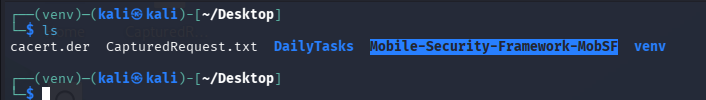 ┌──(venv)─(kali㉿kali)-[~/Desktop]
└─$ ls
cacert.der  CapturedRequest.txt  DailyTasks  Mobile-Security-Framework-MobSF  venv
┌──(venv)─(kali㉿kali)-[~/Desktop]
└─$